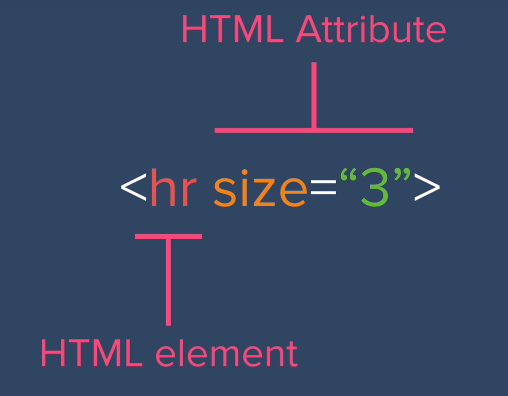 HTML Attribute
<hr size=“3”>
HTML element